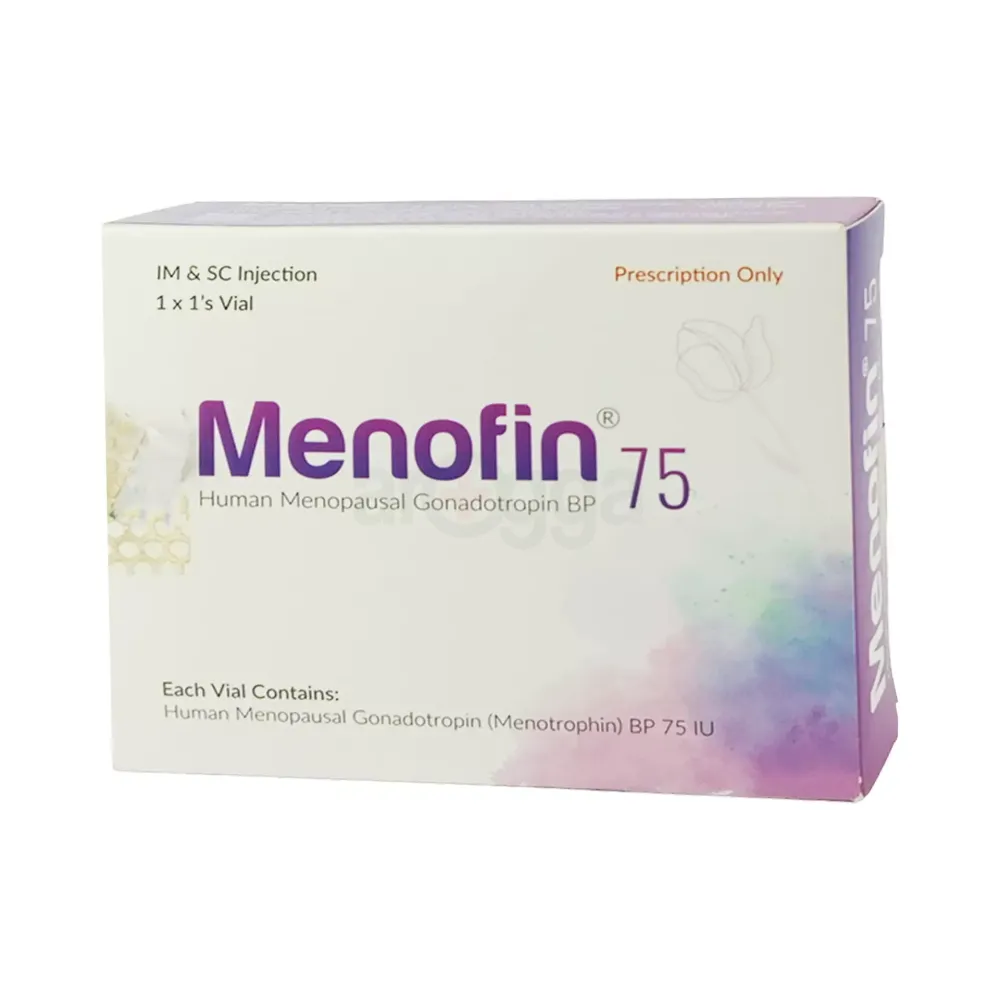 IM & SC Injection
1 x 1's Vial
Prescription Only
Menofin® 75
Human Menopausal Gonadotropin BP
arogga
Each Vial Contains:
Human Menopausal Gonadotropin (Menotrophin) BP 75 IU
Menofin® 75